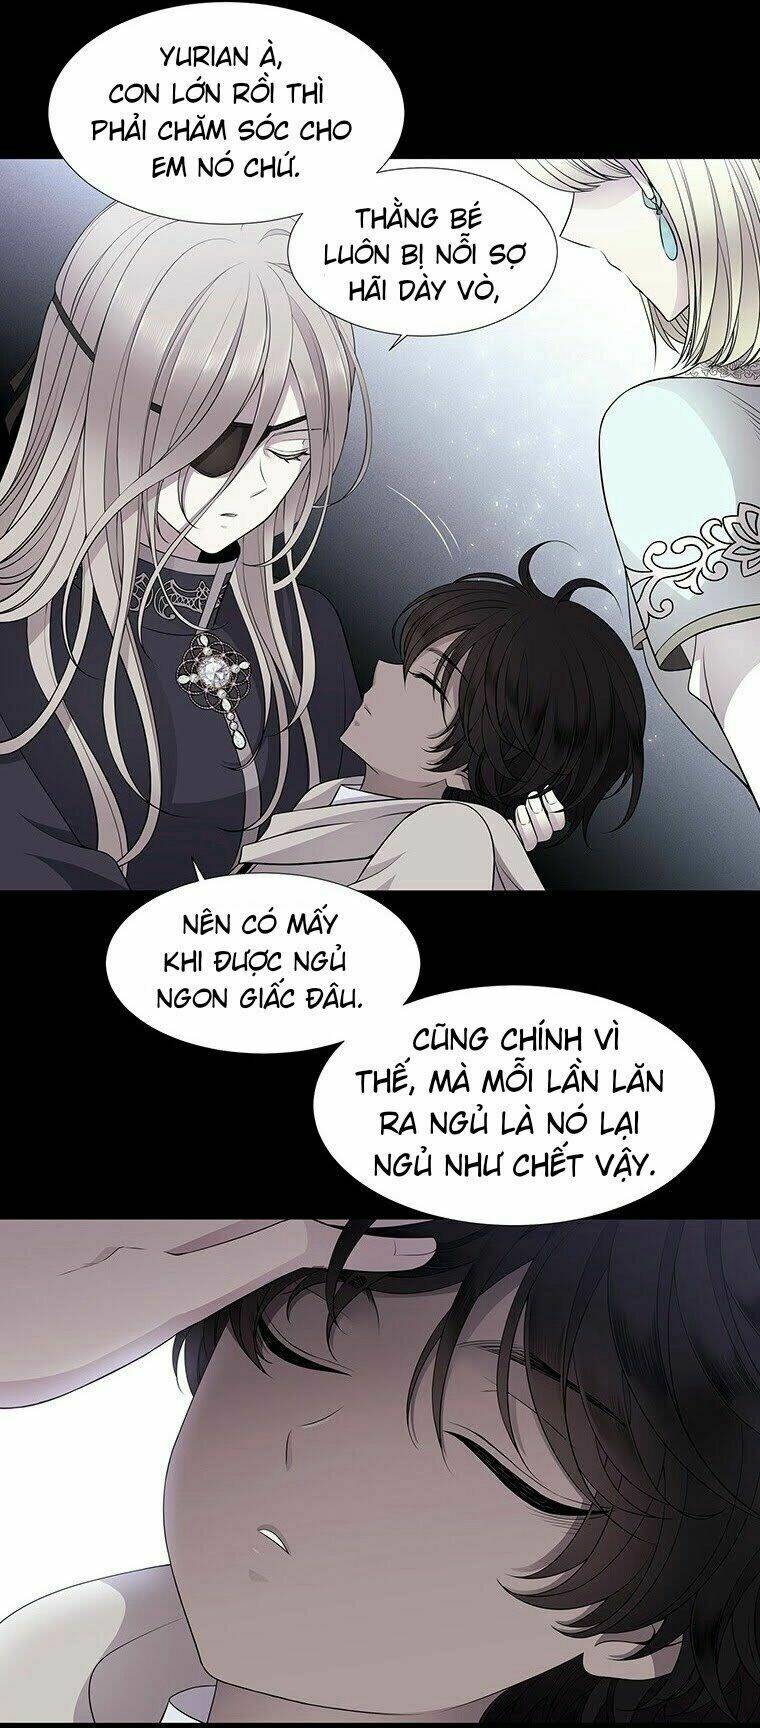 YURIAN À,
CON LỚN RỒI THÌ
PHẢI CHĂM SÓC CHO
EM NÓ CHỨ.
THẰNG BÉ
LUÔN BỊ NỖI SỢ
HÃI DÀY VÒ,
NÊN CÓ MẤY
KHI ĐƯỢC NGỦ
NGON GIẤC ĐÂU.
CŨNG CHÍNH VÌ
THẾ, MÀ MỖI LẦN LĂN
RA NGỦ LÀ NÓ LẠI
NGỦ NHƯ CHẾT VẬY.